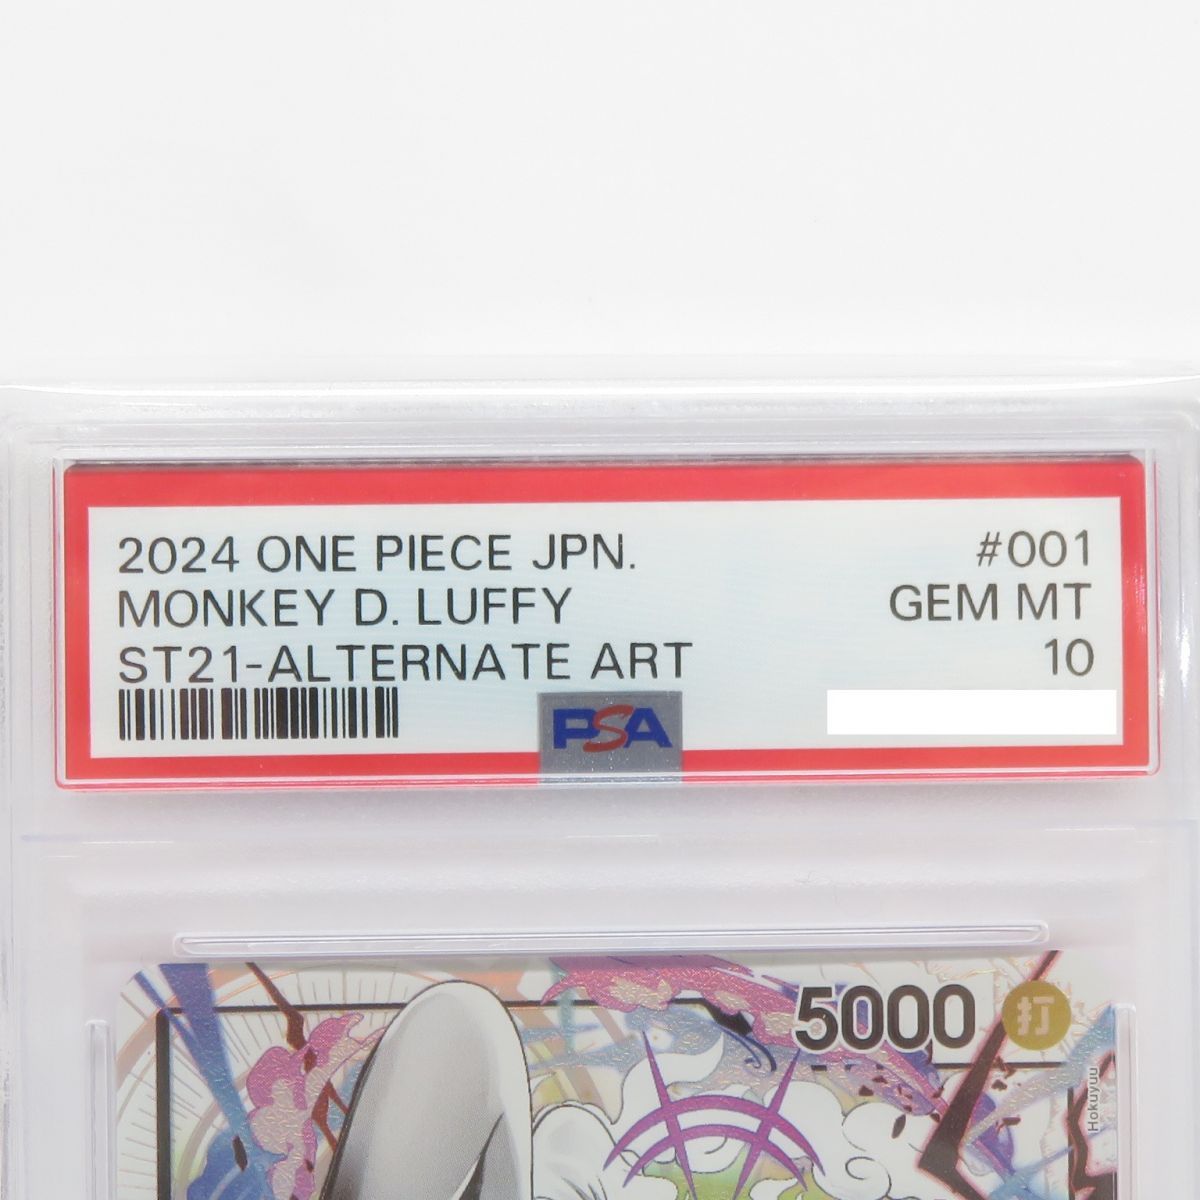 2024 ONE PIECE JPN.
#001
MONKEY D. LUFFY
GEM MT
ST21-ALTERNATE ART
10
PSA
5000 打
Hokuyuu